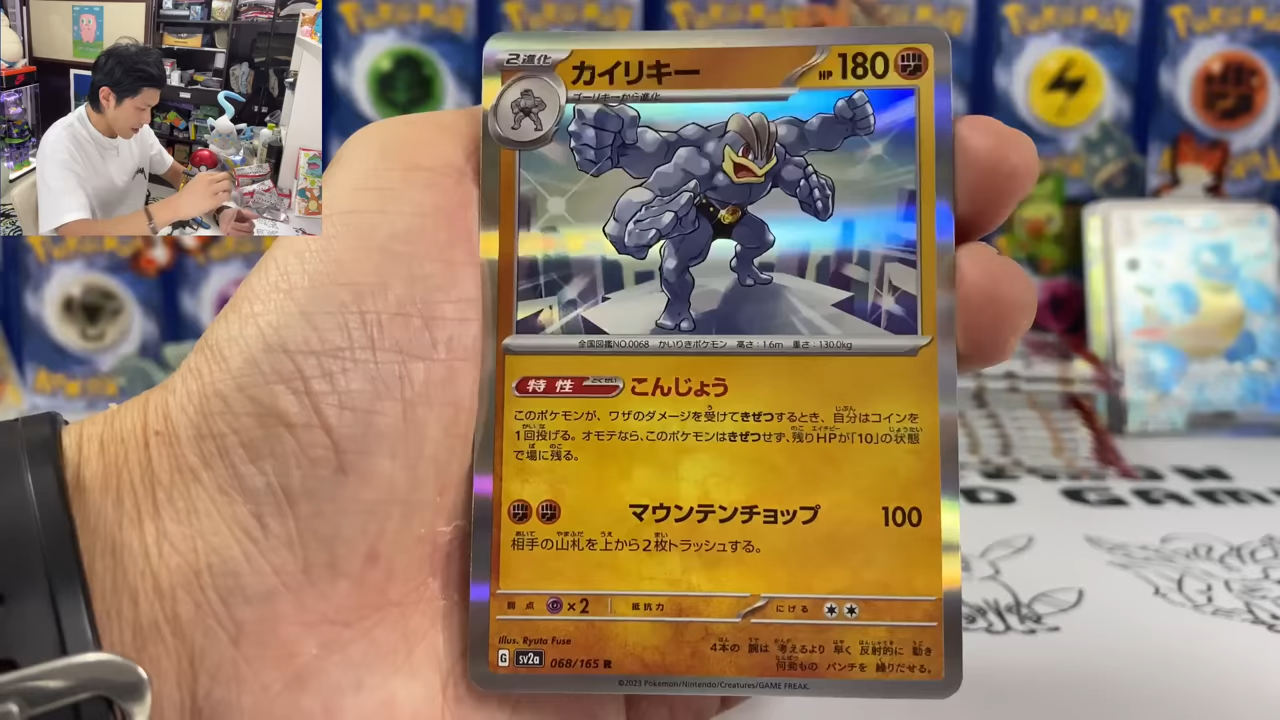 Pokémon
Pokémon
Pokémon
Pokémon
Pokémon
2進化
カイリキー
HP 180
ゴーリキーから進化
全国図鑑NO.0068 かいりきポケモン 高さ:1.6m 重さ:130.0kg
特性 とくせい こんじょう
このポケモンが、ワザのダメージを受けてきぜつするとき、自分はコインを
1回投げる。オモテなら、このポケモンはきぜつせず、残りHPが「10」の状態
で場に残る。
マウンテンチョップ 100
相手の山札を上から2枚トラッシュする。
弱点 ×2 抵抗力 にげる
Illus. Ryuta Fuse
G sv2a 068/165 R
4本の腕は考えるより早く反射的に動き
何発ものパンチを繰りだせる。
©2023 Pokémon/Nintendo/Creatures/GAME FREAK.